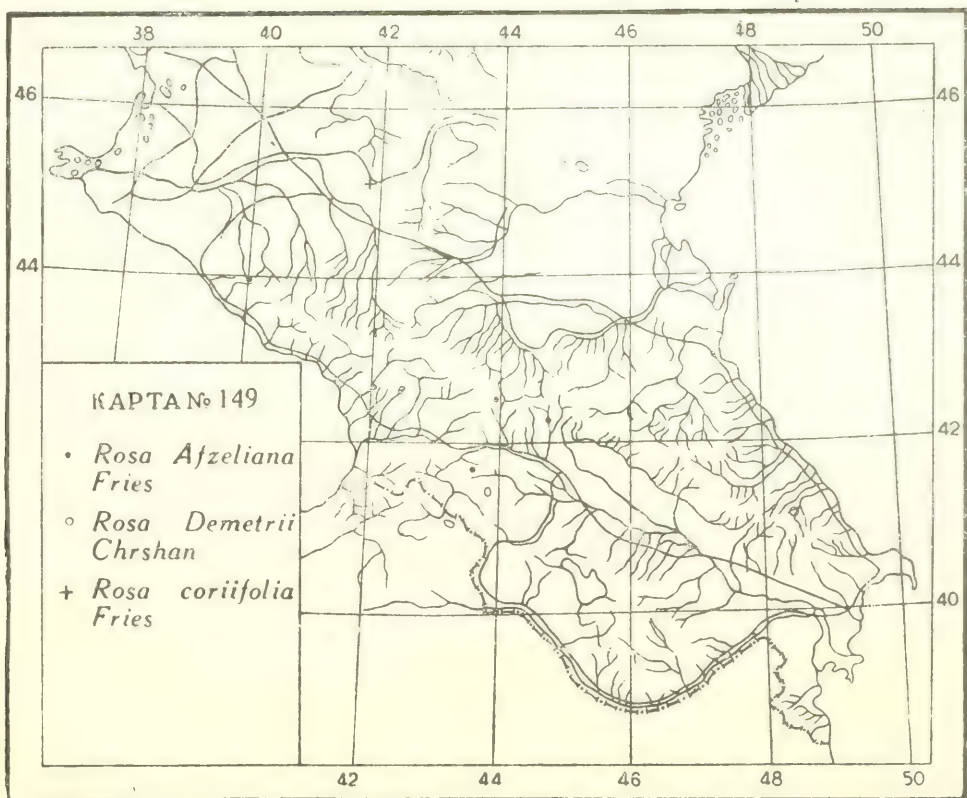 38 40 42 44 46 48 50
46 46
44 44
КАРТА № 149
• Rosa Afzeliana
Fries
○ Rosa Demetrii
Chrshan
+ Rosa coriifolia
Fries
42
40
42 44 46 48 50